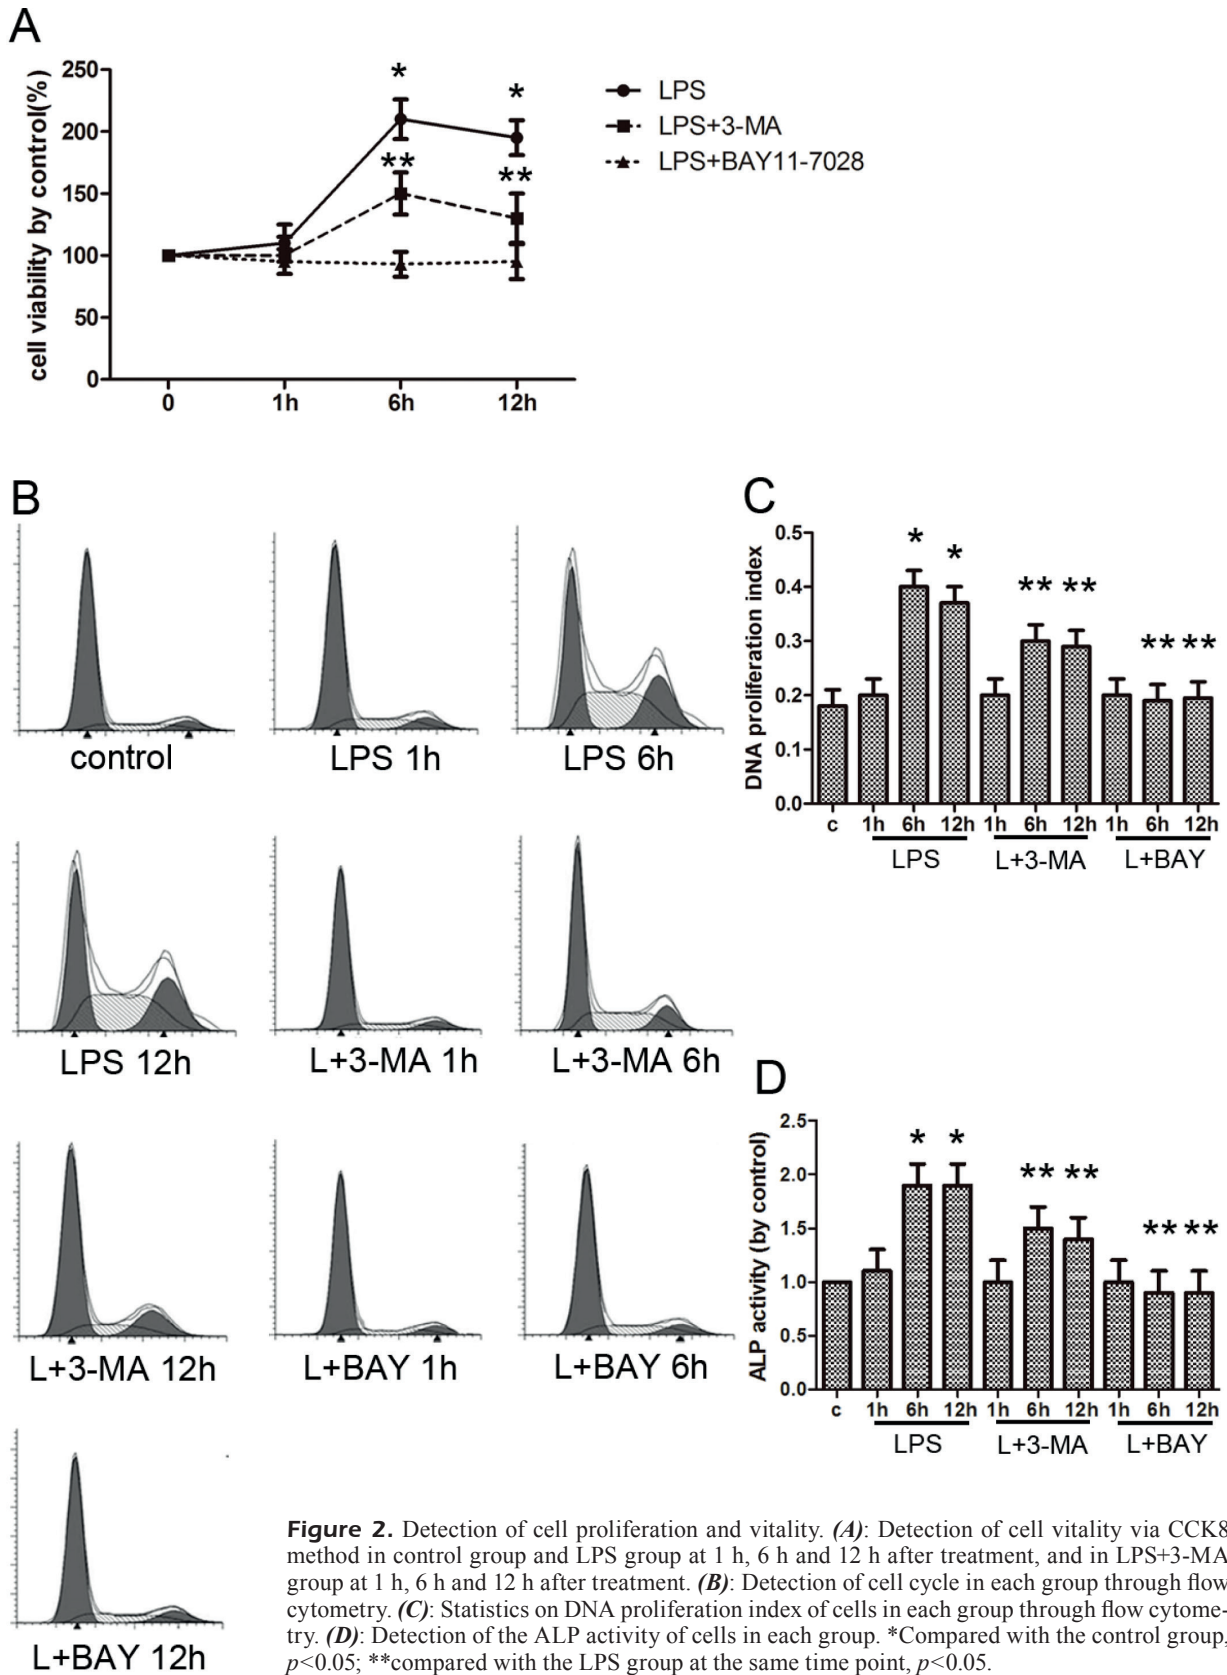 A
cell viability by control(%)
250
200
150
100
50
0
0 1h 6h 12h
* *
** **
LPS
LPS+3-MA
LPS+BAY11-7028
B
control LPS 1h LPS 6h
LPS 12h L+3-MA 1h L+3-MA 6h
L+3-MA 12h L+BAY 1h L+BAY 6h
L+BAY 12h
C
DNA proliferation index
0.5
0.4
0.3
0.2
0.1
0.0
* * ** ** ** **
c 1h 6h 12h 1h 6h 12h 1h 6h 12h
LPS L+3-MA L+BAY
D
ALP activity (by control)
2.5
2.0
1.5
1.0
0.5
0.0
* * ** ** ** **
c 1h 6h 12h 1h 6h 12h 1h 6h 12h
LPS L+3-MA L+BAY
Figure 2. Detection of cell proliferation and vitality. (A): Detection of cell vitality via CCK8
method in control group and LPS group at 1 h, 6 h and 12 h after treatment, and in LPS+3-MA
group at 1 h, 6 h and 12 h after treatment. (B): Detection of cell cycle in each group through flow
cytometry. (C): Statistics on DNA proliferation index of cells in each group through flow cytome-
try. (D): Detection of the ALP activity of cells in each group. *Compared with the control group,
p<0.05; **compared with the LPS group at the same time point, p<0.05.